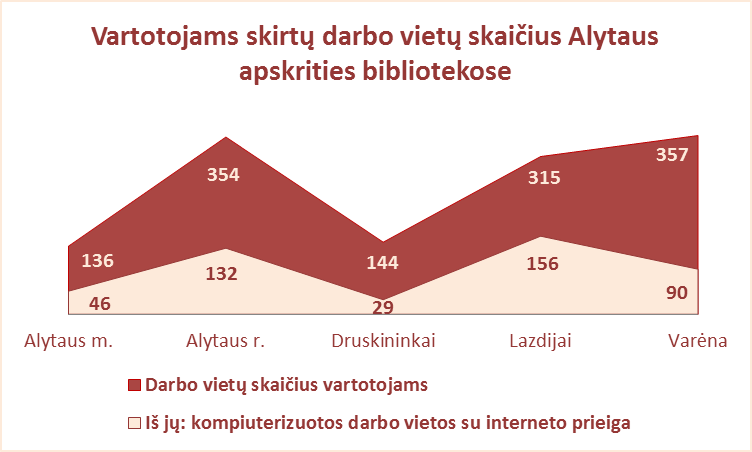 Vartotojams skirtų darbo vietų skaičius Alytaus
apskrities bibliotekose
354
357
315
136
144
132
156
46
29
90
Alytaus m.
Alytaus r.
Druskininkai
Lazdijai
Varėna
Darbo vietų skaičius vartotojams
Iš jų: kompiuterizuotos darbo vietos su interneto prieiga